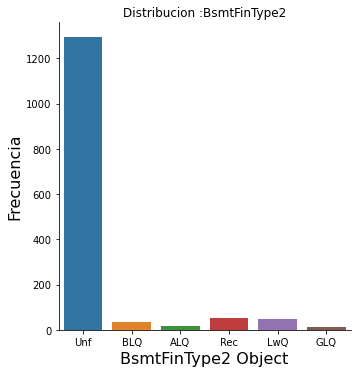 Distribucion :BsmtFinType2
1200
1000
800
600
400
200
0
Frecuencia
Unf BLQ ALQ Rec LwQ GLQ
BsmtFinType2 Object